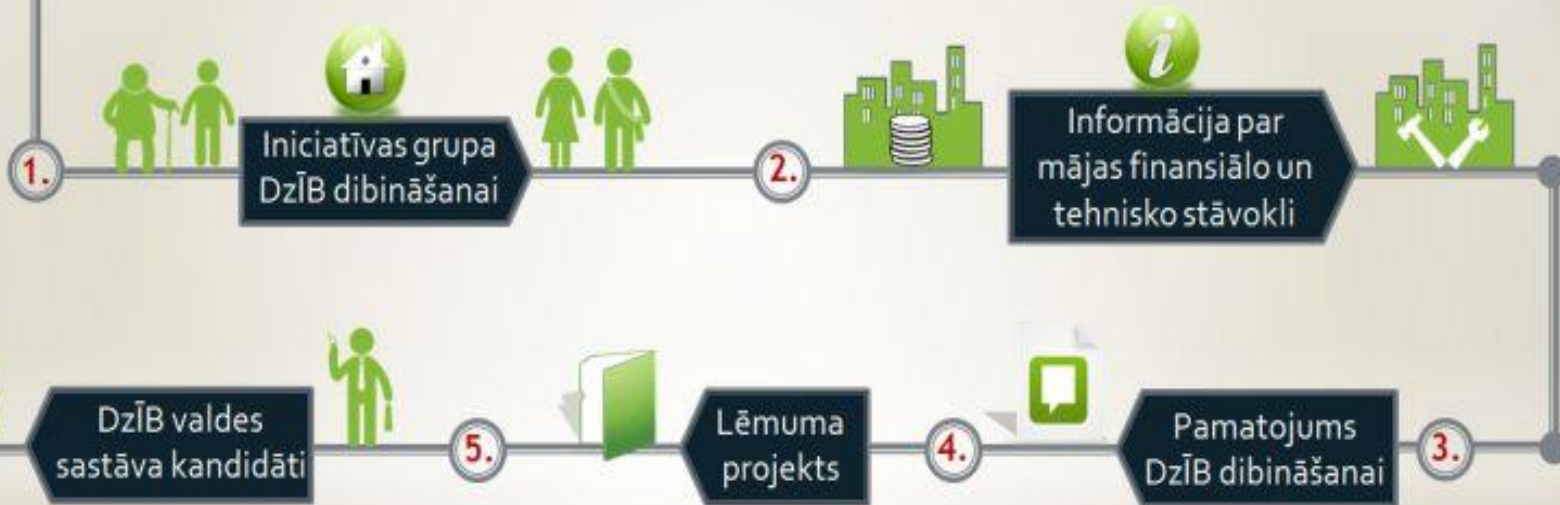 1.
Iniciatīvas grupa
DzĪB dibināšanai
2.
i
Informācija par
mājas finansiālo un
tehnisko stāvokli
3.
Pamatojums
DzĪB dibināšanai
4.
Lēmuma
projekts
5.
DzĪB valdes
sastāva kandidāti